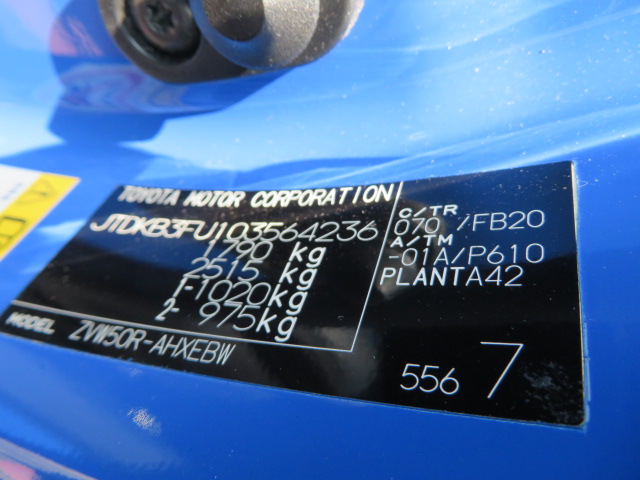 TOYOTA MOTOR CORPORATION
JTDKB3FU103564236
1790 kg
2515 kg
1-1020kg
2- 975kg
MODEL ZVW50R-AHXEBW
C/TR
070 /FB20
A/TM
-01A/P610
PLANTA42
556 7